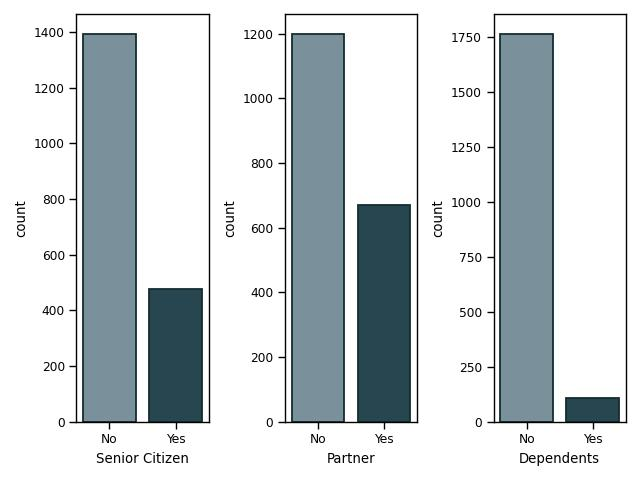 1400
1200
1000
800
600
400
200
0
count
No
Yes
Senior Citizen
1200
1000
800
600
400
200
0
count
No
Yes
Partner
1750
1500
1250
1000
750
500
250
0
count
No
Yes
Dependents